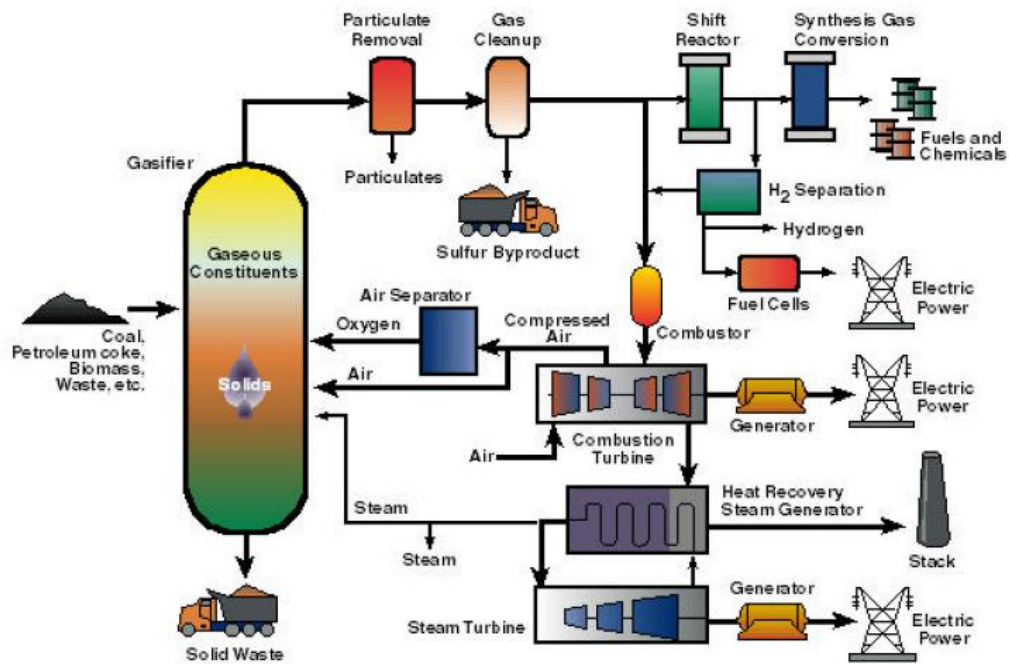 Particulate
Removal
Gas
Cleanup
Shift
Reactor
Synthesis Gas
Conversion
Fuels and
Chemicals
Gasifier
Particulates
Sulfur Byproduct
H2 Separation
Hydrogen
Fuel Cells
Electric
Power
Gaseous
Constituents
Solids
Coal,
Petroleum coke,
Biomass,
Waste, etc.
Air Separator
Oxygen
Compressed
Air
Air
Combustor
Air
Combustion
Turbine
Generator
Electric
Power
Steam
Steam
Heat Recovery
Steam Generator
Stack
Steam Turbine
Generator
Electric
Power
Solid Waste